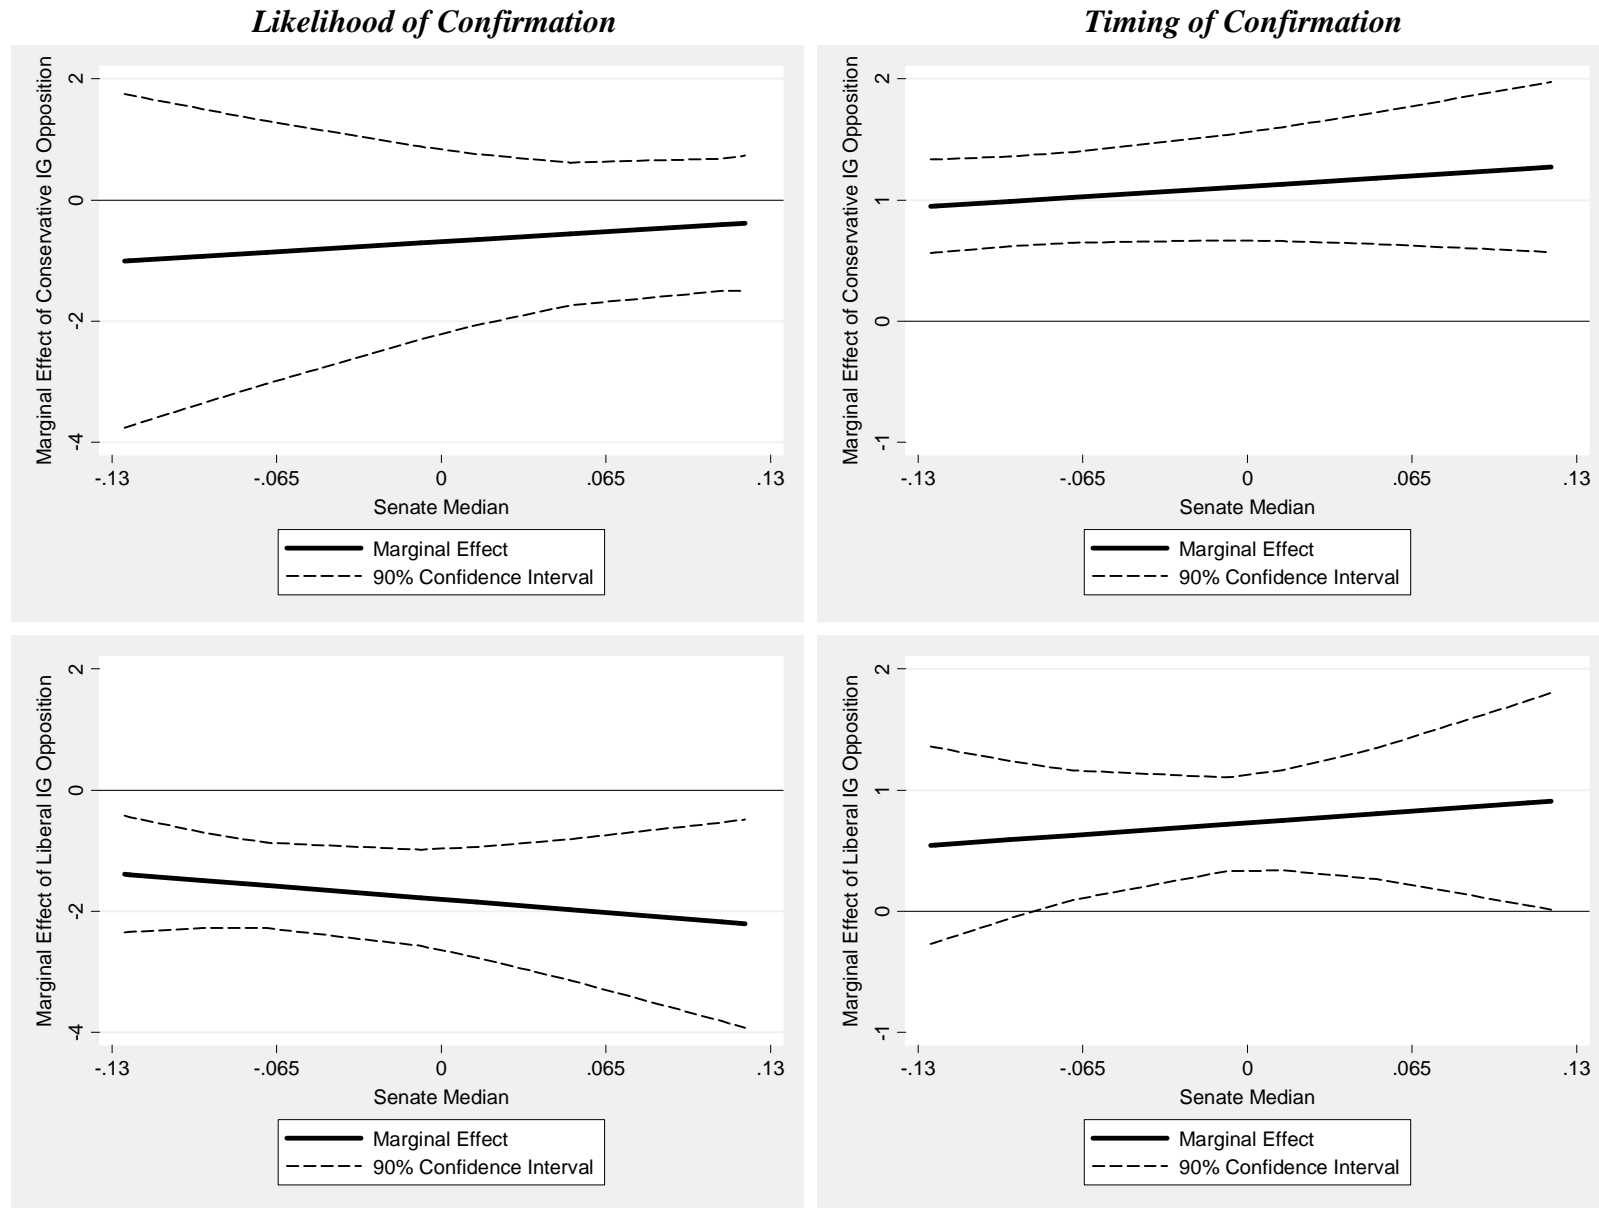 Likelihood of Confirmation
Timing of Confirmation
Marginal Effect of Conservative IG Opposition
2
0
-2
-4
-.13 -.065 0 .065 .13
Senate Median
Marginal Effect
90% Confidence Interval
Marginal Effect of Conservative IG Opposition
2
1
0
-1
-.13 -.065 0 .065 .13
Senate Median
Marginal Effect
90% Confidence Interval
Marginal Effect of Liberal IG Opposition
2
0
-2
-4
-.13 -.065 0 .065 .13
Senate Median
Marginal Effect
90% Confidence Interval
Marginal Effect of Liberal IG Opposition
2
1
0
-1
-.13 -.065 0 .065 .13
Senate Median
Marginal Effect
90% Confidence Interval